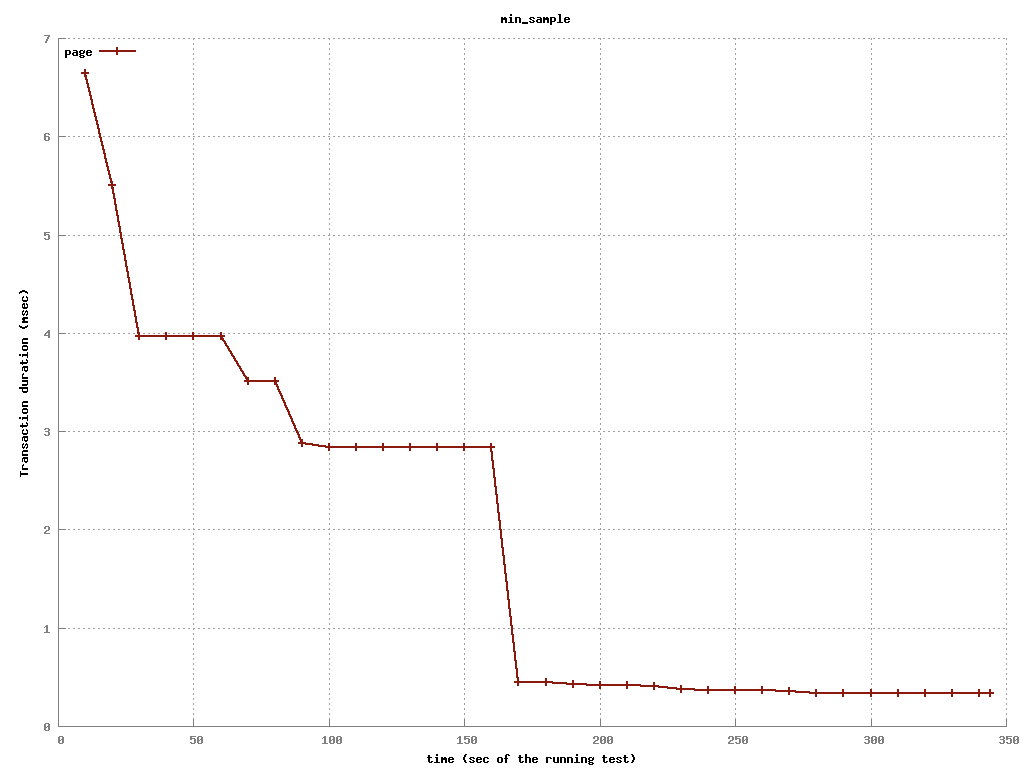 min_sample
7
page
6
5
4
3
2
1
0
Transaction duration (msec)
0 50 100 150 200 250 300 350
time (sec of the running test)